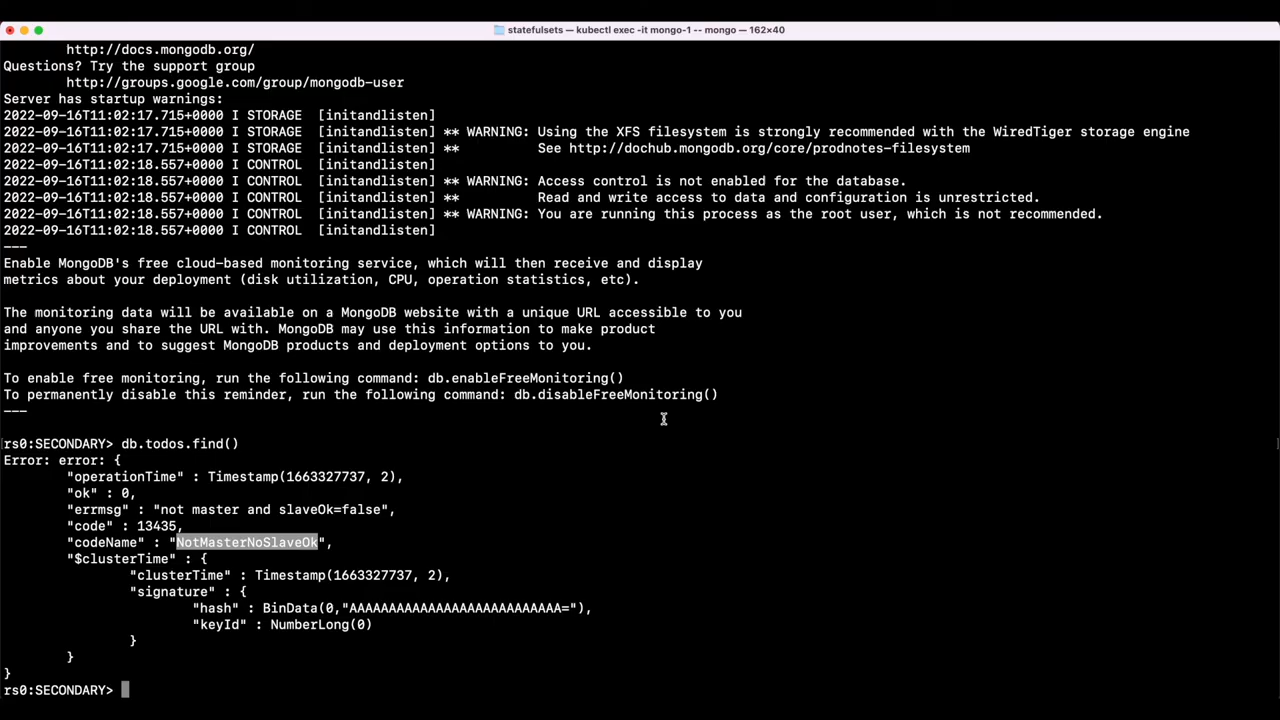 statefulsets — kubectl exec -it mongo-1 -- mongo — 162×40
http://docs.mongodb.org/
Questions? Try the support group
http://groups.google.com/group/mongodb-user
Server has startup warnings:
2022-09-16T11:02:17.715+0000 I STORAGE  [initandlisten]
2022-09-16T11:02:17.715+0000 I STORAGE  [initandlisten] ** WARNING: Using the XFS filesystem is strongly recommended with the WiredTiger storage engine
2022-09-16T11:02:17.715+0000 I STORAGE  [initandlisten] **          See http://dochub.mongodb.org/core/prodnotes-filesystem
2022-09-16T11:02:18.557+0000 I CONTROL  [initandlisten]
2022-09-16T11:02:18.557+0000 I CONTROL  [initandlisten] ** WARNING: Access control is not enabled for the database.
2022-09-16T11:02:18.557+0000 I CONTROL  [initandlisten] **          Read and write access to data and configuration is unrestricted.
2022-09-16T11:02:18.557+0000 I CONTROL  [initandlisten] ** WARNING: You are running this process as the root user, which is not recommended.
2022-09-16T11:02:18.557+0000 I CONTROL  [initandlisten]
---
Enable MongoDB's free cloud-based monitoring service, which will then receive and display
metrics about your deployment (disk utilization, CPU, operation statistics, etc).
The monitoring data will be available on a MongoDB website with a unique URL accessible to you
and anyone you share the URL with. MongoDB may use this information to make product
improvements and to suggest MongoDB products and deployment options to you.
To enable free monitoring, run the following command: db.enableFreeMonitoring()
To permanently disable this reminder, run the following command: db.disableFreeMonitoring()
---
rs0:SECONDARY> db.todos.find()
Error: error: {
"operationTime" : Timestamp(1663327737, 2),
"ok" : 0,
"errmsg" : "not master and slaveOk=false",
"code" : 13435,
"codeName" : "NotMasterNoSlaveOk",
"$clusterTime" : {
"clusterTime" : Timestamp(1663327737, 2),
"signature" : {
"hash" : BinData(0,"AAAAAAAAAAAAAAAAAAAAAAAAAAA="),
"keyId" : NumberLong(0)
}
}
}
rs0:SECONDARY>